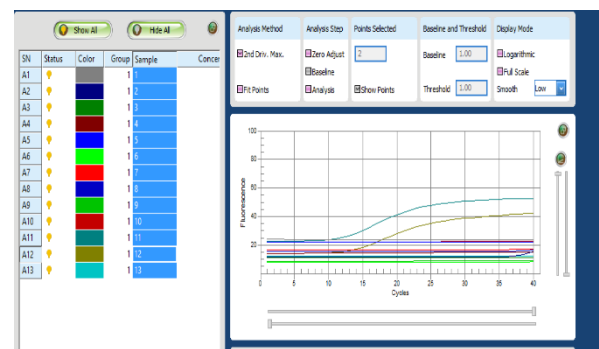 Show All Hide All
SN Status Color Group Sample Concer
A1 1 1
A2 1 2
A3 1 3
A4 1 4
A5 1 5
A6 1 6
A7 1 7
A8 1 8
A9 1 9
A10 1 10
A11 1 11
A12 1 12
A13 1 13
Analysis Method Analysis Step Points Selected Baseline and Threshold Display Mode
2nd Driv. Max. Zero Adjust 2 Baseline 1.00 Logarithmic
Baseline Full Scale
Fit Points Analysis Show Points Threshold 1.00 Smooth Low
100
80
60
40
20
Fluorescence
0 5 10 15 20 25 30 35 40
Cycles